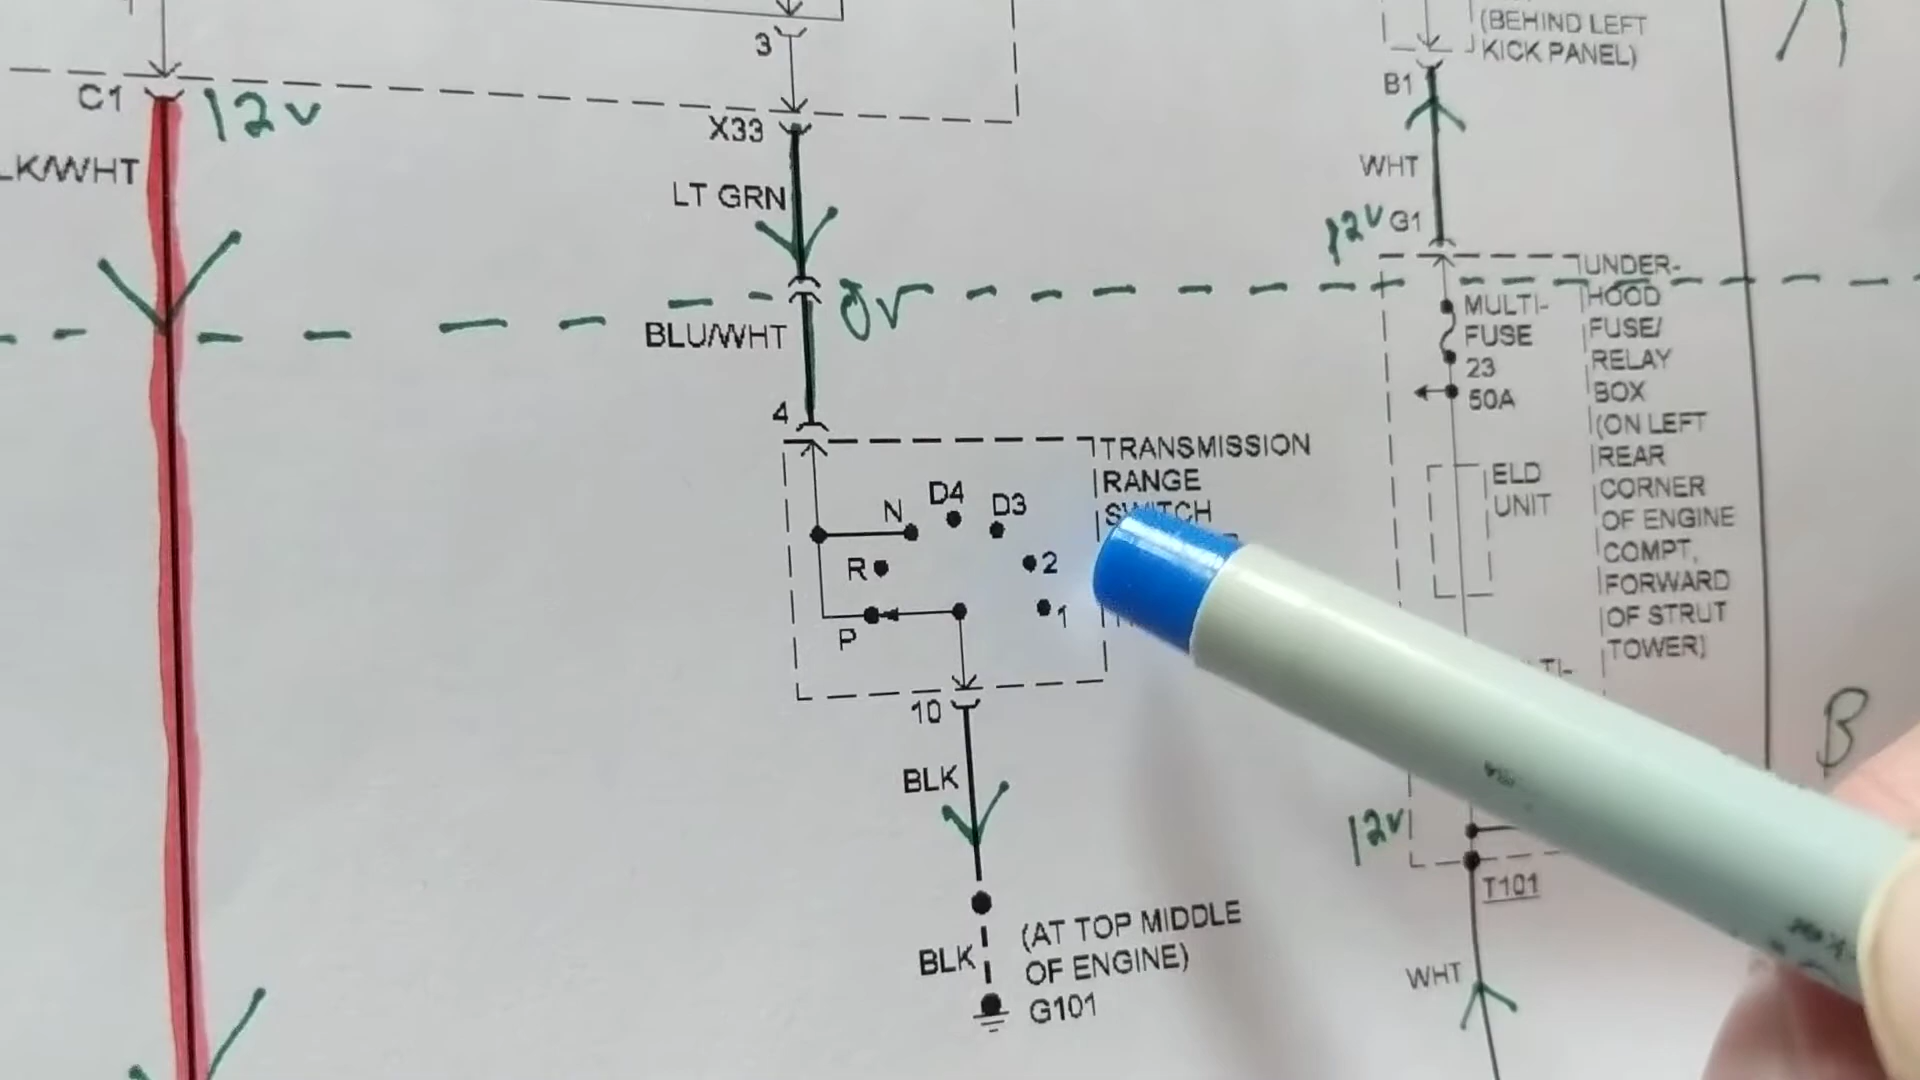 (BEHIND LEFT
KICK PANEL)
3
C1
12v
B1
X33
LK/WHT
WHT
LT GRN
12v
G1
UNDER-
HOOD
FUSE/
RELAY
BOX
(ON LEFT
REAR
CORNER
OF ENGINE
COMPT,
FORWARD
OF STRUT
TOWER)
0v
MULTI-
FUSE
23
50A
BLU/WHT
4
TRANSMISSION
RANGE
SWITCH
ELD
UNIT
N
D4
D3
R
2
P
1
10
B
BLK
12v
T101
BLK
(AT TOP MIDDLE
OF ENGINE)
G101
WHT